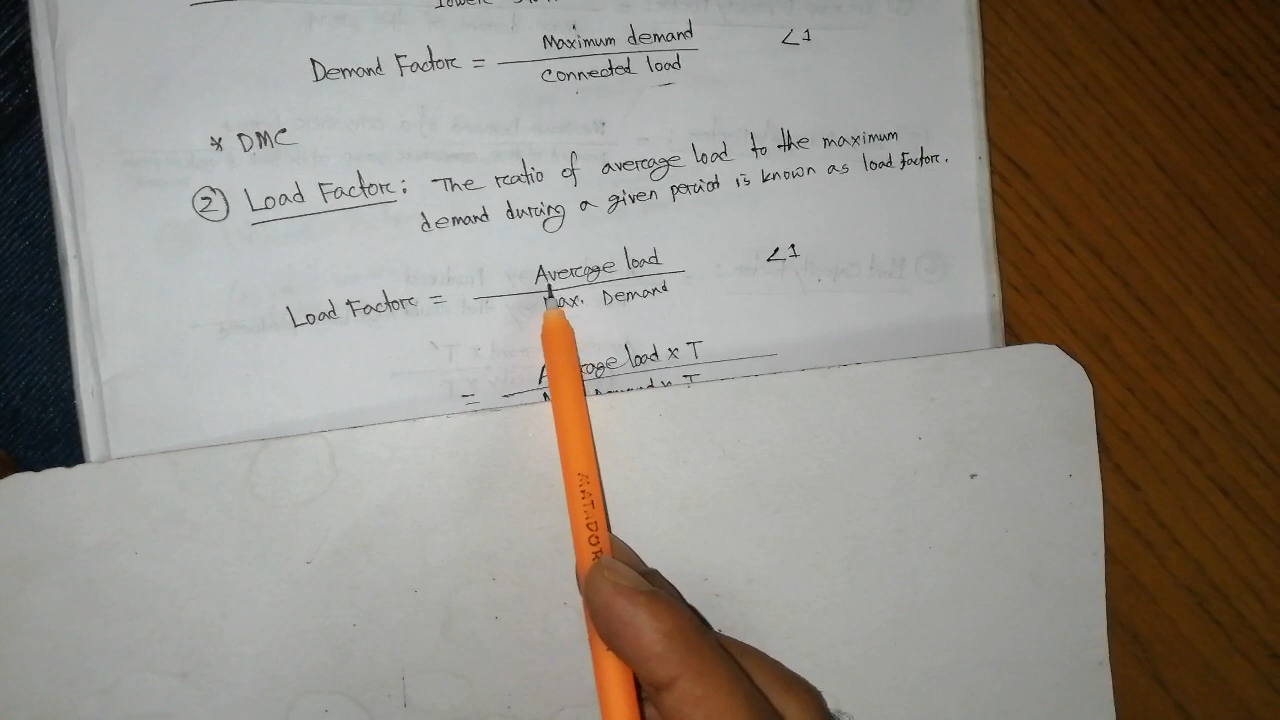 Demand Factor = Maximum demand / connected load <1
* DMC
② Load Factor: The ratio of average load to the maximum
demand during a given period is known as load factor.
Load Factor = Average load / Max. Demand <1
= load x T
MATADOR